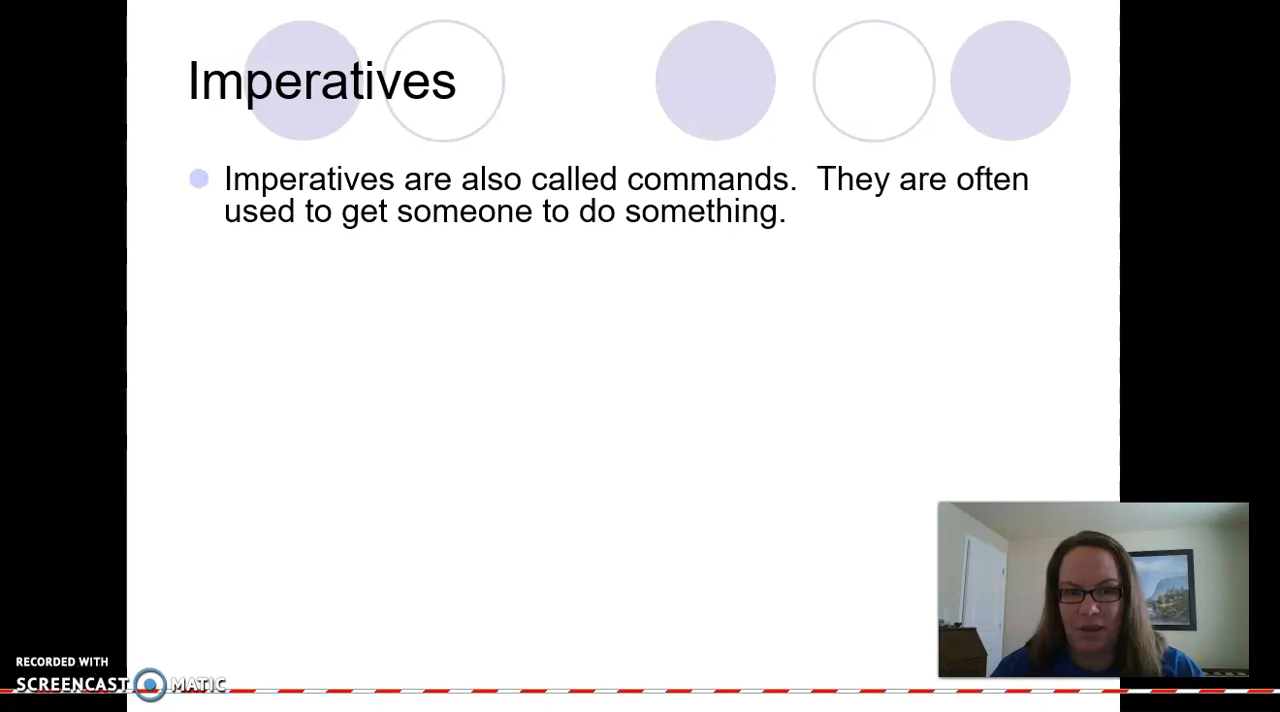 Imperatives
Imperatives are also called commands.  They are often
used to get someone to do something.
RECORDED WITH
SCREENCAST MATIC